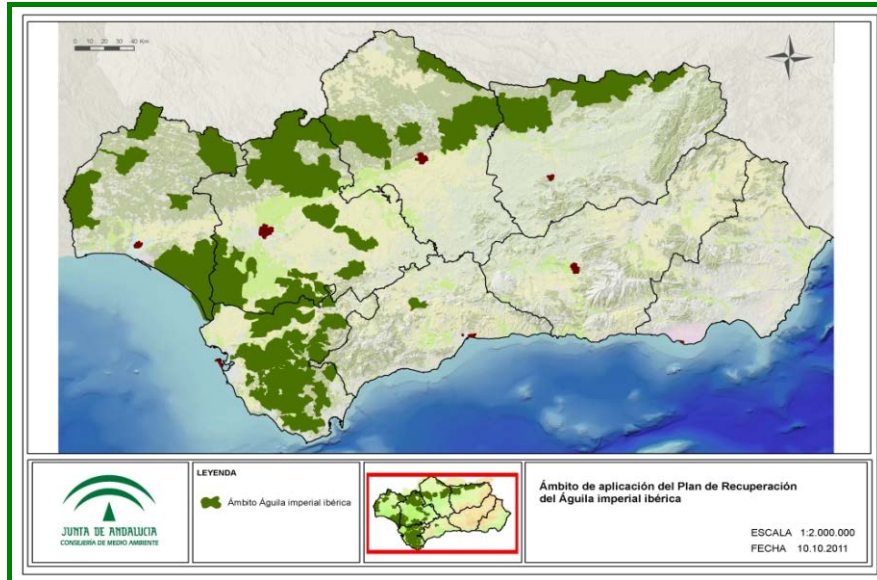 0 10 20 30 40 Km
JUNTA DE ANDALUCIA
CONSEJERÍA DE MEDIO AMBIENTE
LEYENDA
Ámbito Águila imperial ibérica
Ámbito de aplicación del Plan de Recuperación
del Águila imperial ibérica
ESCALA 1:2.000.000
FECHA 10.10.2011